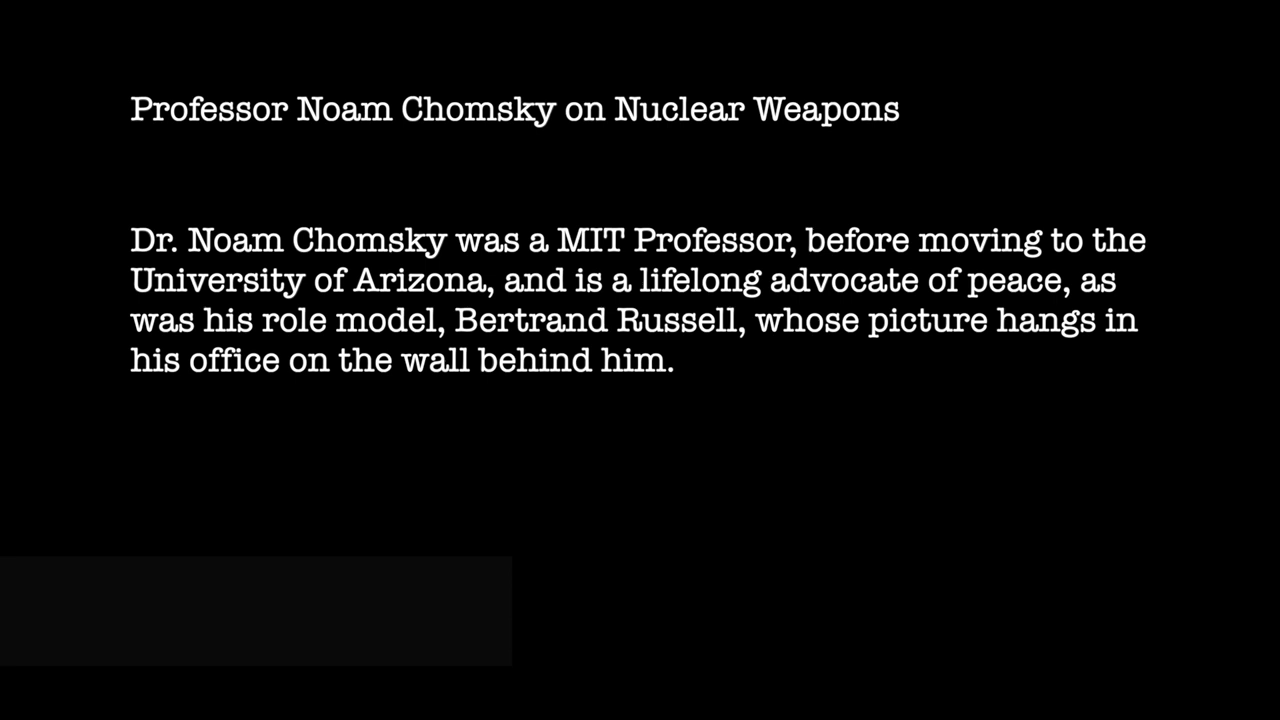 Professor Noam Chomsky on Nuclear Weapons
Dr. Noam Chomsky was a MIT Professor, before moving to the
University of Arizona, and is a lifelong advocate of peace, as
was his role model, Bertrand Russell, whose picture hangs in
his office on the wall behind him.